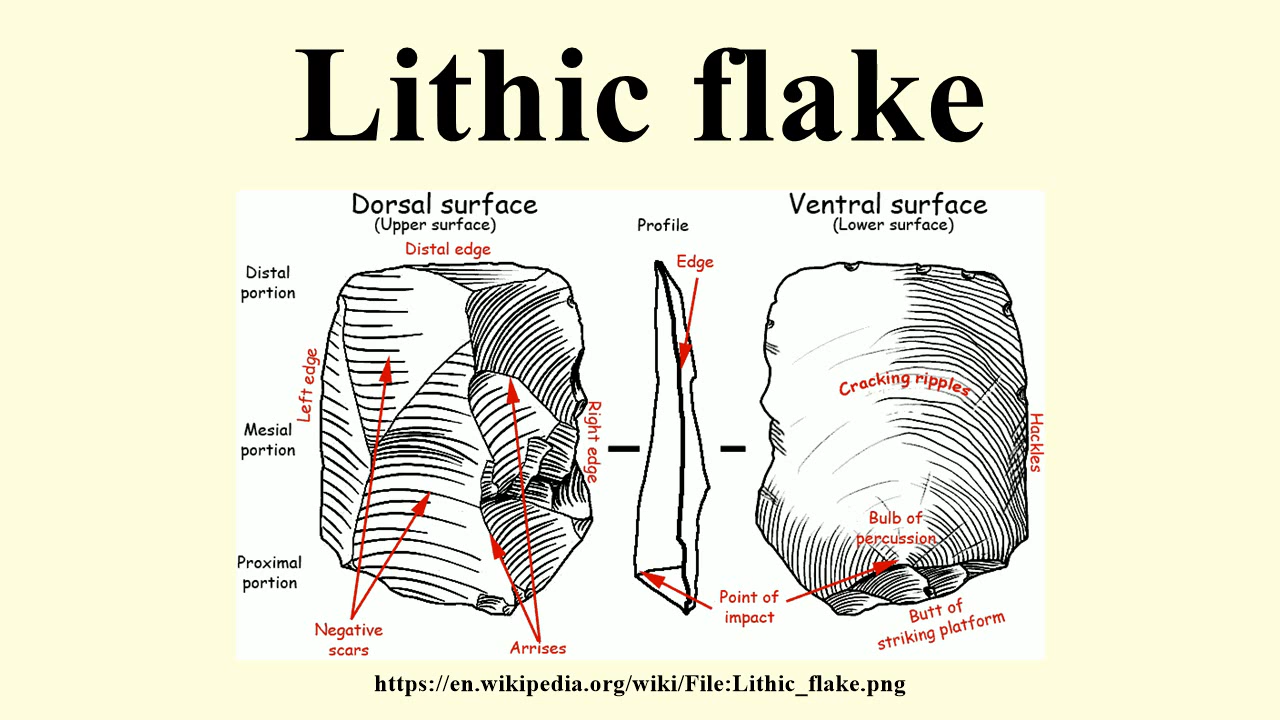 Lithic flake
Dorsal surface
(Upper surface)
Distal edge
Distal
portion
Left edge
Mesial
portion
Right edge
Proximal
portion
Negative
scars
Arrises
Profile
Edge
Point of
impact
Ventral surface
(Lower surface)
Cracking ripples
Hackles
Bulb of
percussion
Butt of
striking platform
https://en.wikipedia.org/wiki/File:Lithic_flake.png